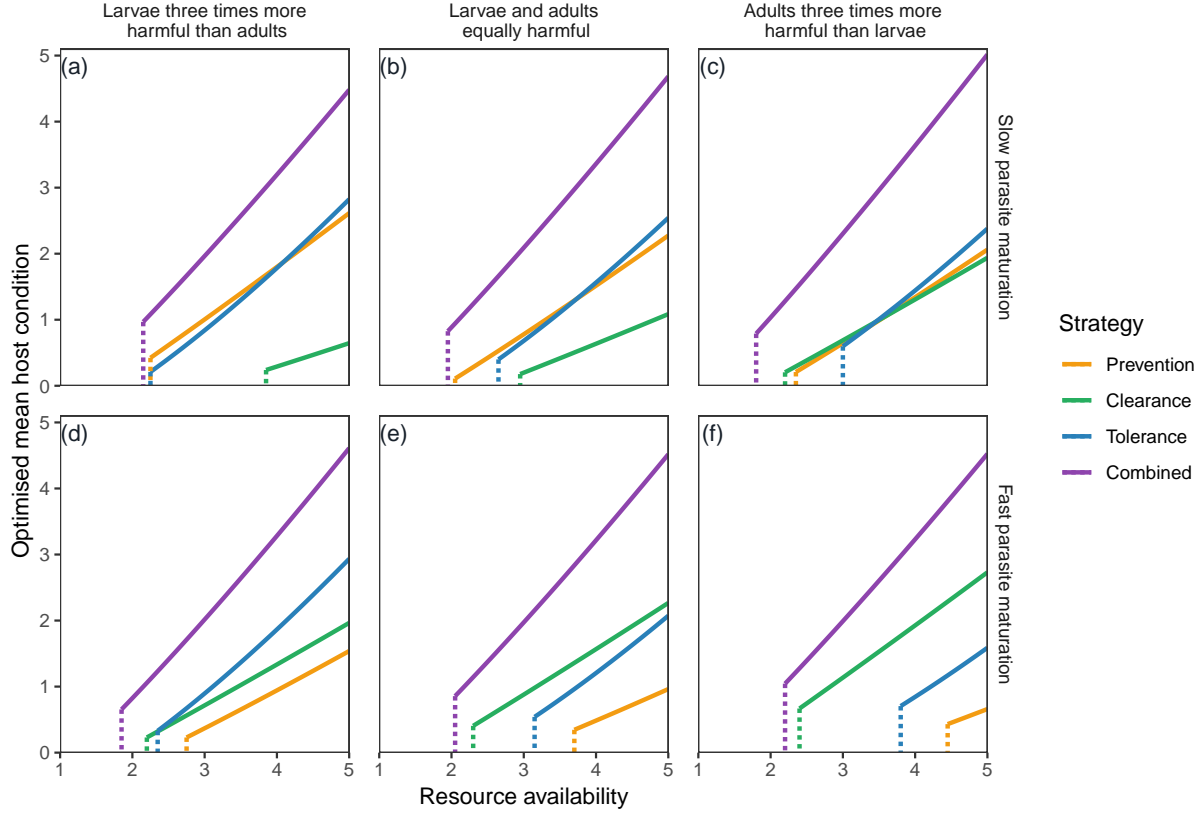 Larvae three times more
harmful than adults
Larvae and adults
equally harmful
Adults three times more
harmful than larvae
(a)
(b)
(c)
5
4
3
2
1
0
Slow parasite maturation
(d)
(e)
(f)
5
4
3
2
1
0
Fast parasite maturation
1 2 3 4 5
1 2 3 4 5
1 2 3 4 5
Optimised mean host condition
Resource availability
Strategy
Prevention
Clearance
Tolerance
Combined